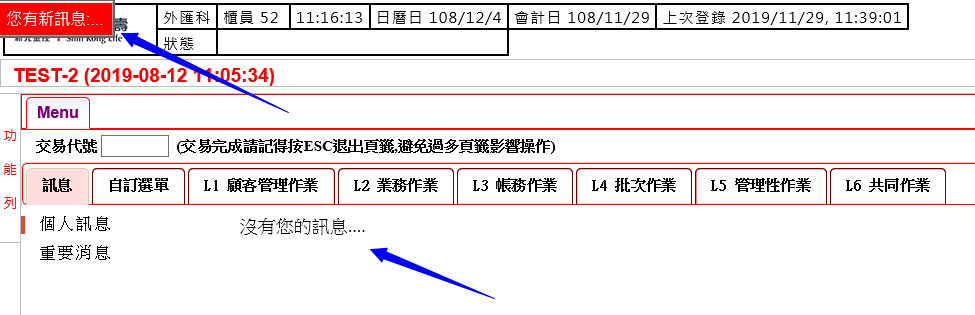 您有新訊息:...
壽
Shin Kong Life
外匯科 櫃員 52 11:16:13 日曆日 108/12/4 會計日 108/11/29 上次登錄 2019/11/29, 11:39:01
狀態
TEST-2 (2019-08-12 11:05:34)
Menu
功能列
交易代號 (交易完成請記得按ESC退出頁籤,避免過多頁籤影響操作)
訊息 自訂選單 L1 顧客管理作業 L2 業務作業 L3 帳務作業 L4 批次作業 L5 管理性作業 L6 共同作業
個人訊息 沒有您的訊息....
重要消息